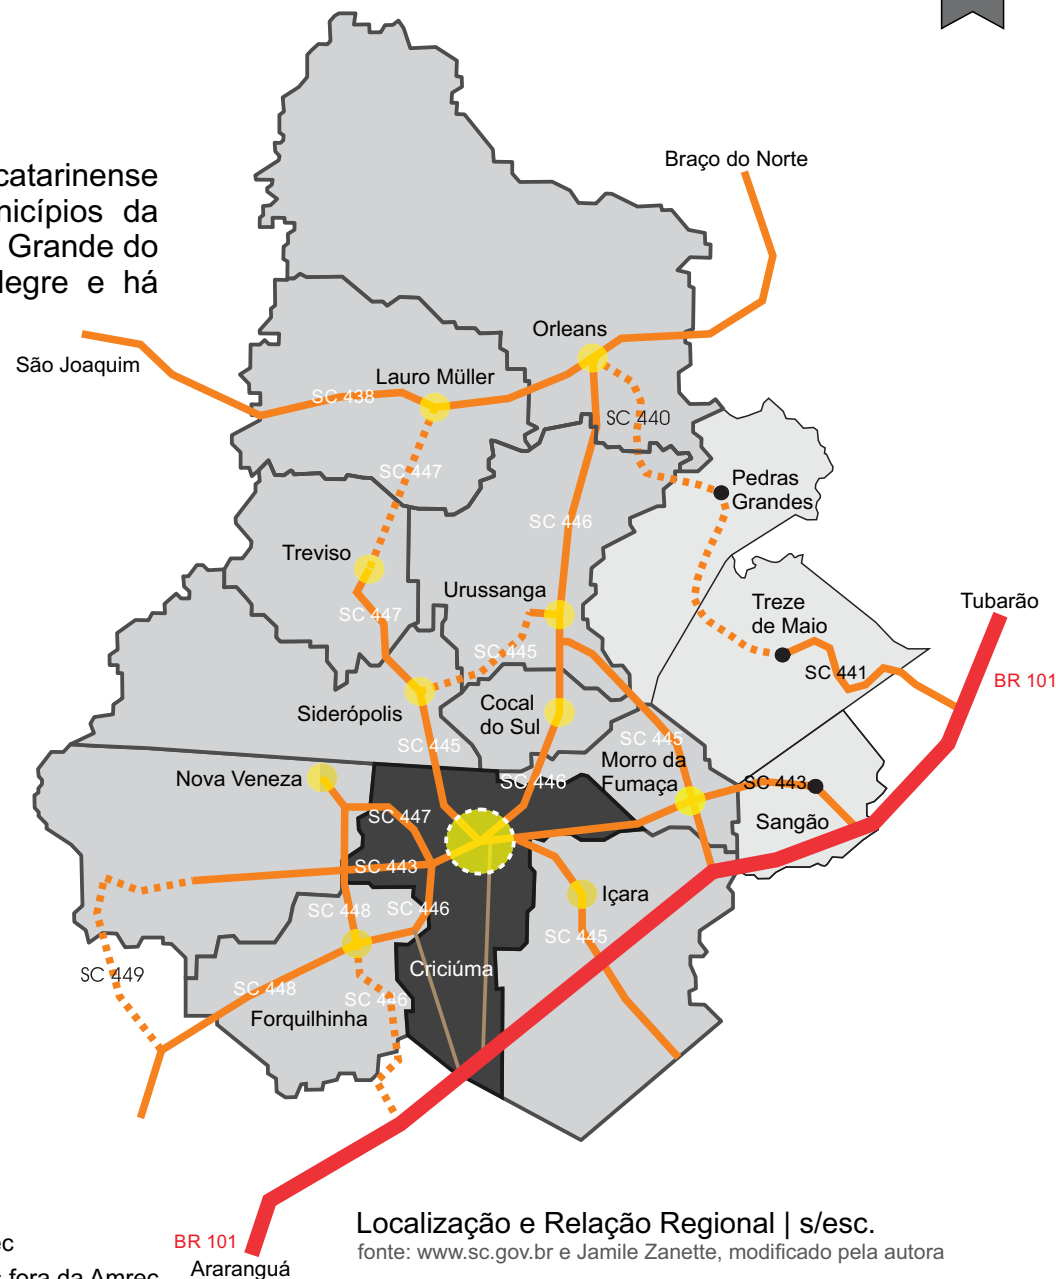 Braço do Norte
catarinense
nicípios da
Grande do
legre e há
Orleans
São Joaquim
Lauro Müller
SC 438
SC 440
SC 447
Pedras
Grandes
SC 446
Treviso
Urussanga
Treze
de Maio
Tubarão
SC 447
SC 445
SC 441
BR 101
Siderópolis
Cocal
do Sul
SC 445
SC 445
Morro da
Fumaça
Nova Veneza
SC 446
SC 443
SC 447
Sangão
SC 443
Içara
SC 448
SC 446
SC 445
SC 449
Criciúma
SC 448
SC 446
Forquilhinha
Localização e Relação Regional | s/esc.
fonte: www.sc.gov.br e Jamile Zanette, modificado pela autora
BR 101
Araranguá
ec
fora da Amrec